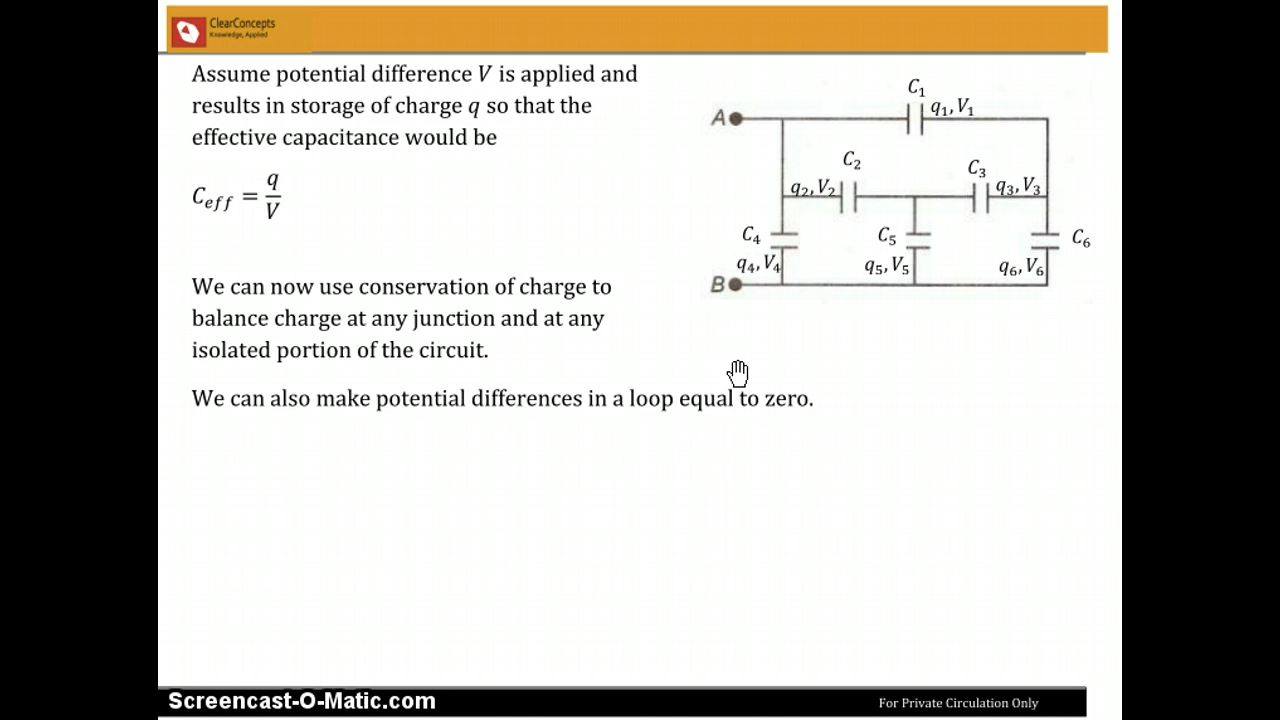 ClearConcepts
Knowledge, Applied
Assume potential difference V is applied and
results in storage of charge q so that the
effective capacitance would be
C_eff = q/V
We can now use conservation of charge to
balance charge at any junction and at any
isolated portion of the circuit.
We can also make potential differences in a loop equal to zero.
C₁
A
q₁, V₁
C₂
C₃
q₂, V₂
q₃, V₃
C₄
C₅
C₆
q₄, V₄
q₅, V₅
q₆, V₆
B
Screencast-O-Matic.com
For Private Circulation Only